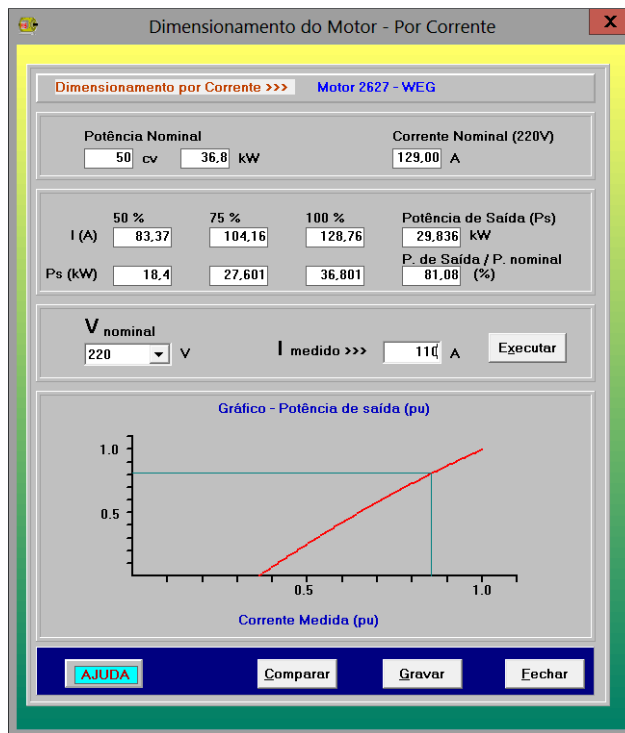 Dimensionamento do Motor - Por Corrente
X
Dimensionamento por Corrente >>> Motor 2627 - WEG
Potência Nominal Corrente Nominal (220V)
50 cv 36,8 kW 129,00 A
50 % 75 % 100 % Potência de Saída (Ps)
I (A) 83,37 104,16 128,76 29,836 kW
P. de Saída / P. nominal
Ps (kW) 18,4 27,601 36,801 81,08 (%)
V nominal
220 V I medido >>> 110 A Executar
Gráfico - Potência de saída (pu)
1.0
0.5
0.5 1.0
Corrente Medida (pu)
AJUDA Comparar Gravar Fechar